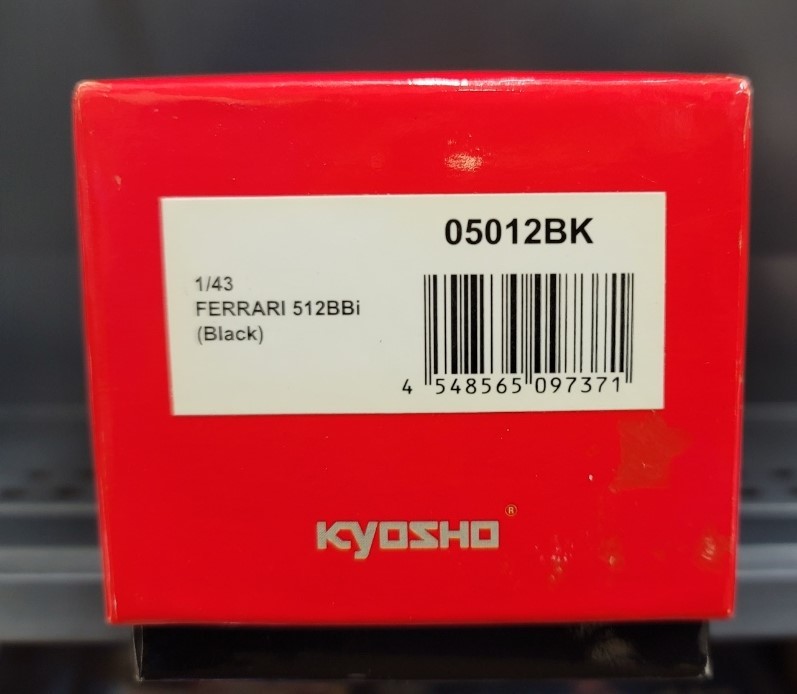 05012BK
1/43
FERRARI 512BBi
(Black)
4 548565 097371
KYOSHO®